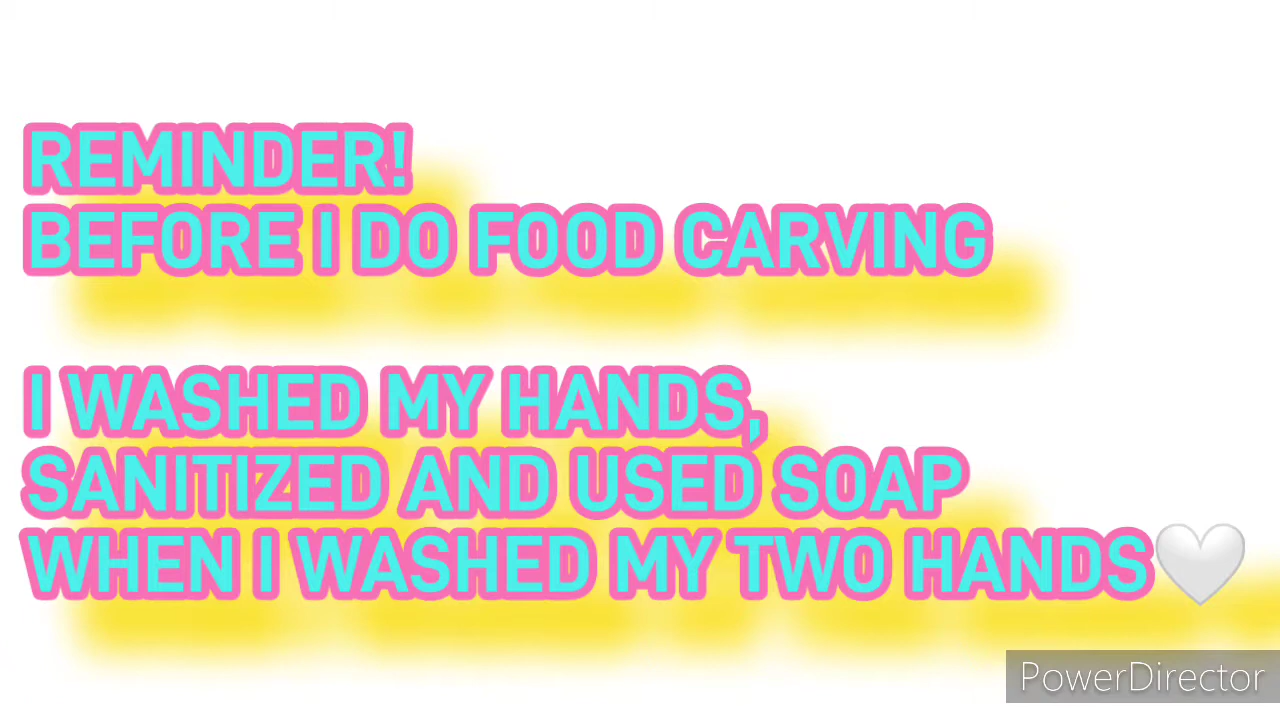 REMINDER!
BEFORE I DO FOOD CARVING
I WASHED MY HANDS,
SANITIZED AND USED SOAP
WHEN I WASHED MY TWO HANDS🤍
PowerDirector